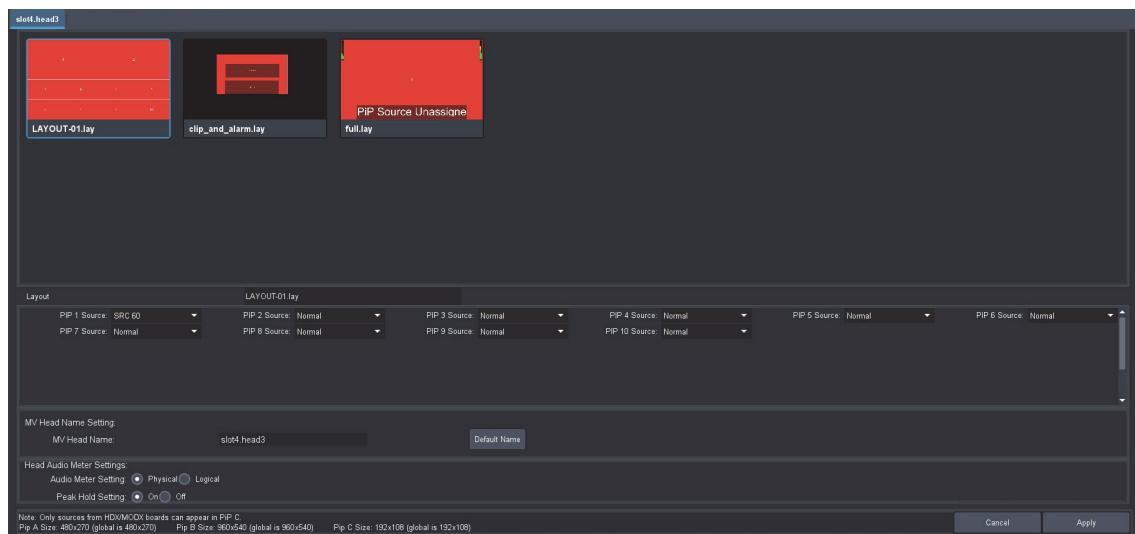 slot4.head3
PiP Source Unassigne
LAYOUT-01.lay
clip_and_alarm.lay
full.lay
Layout
LAYOUT-01.lay
PIP 1 Source: SRC 60
PIP 2 Source: Normal
PIP 3 Source: Normal
PIP 4 Source: Normal
PIP 5 Source: Normal
PIP 6 Source: Normal
PIP 7 Source: Normal
PIP 8 Source: Normal
PIP 9 Source: Normal
PIP 10 Source: Normal
MV Head Name Setting:
MV Head Name: slot4.head3
Default Name
Head Audio Meter Settings:
Audio Meter Setting: Physical Logical
Peak Hold Setting: On Off
Note: Only sources from HDX/MODX boards can appear in PiP C.
Pip A Size: 480x270 (global is 480x270) Pip B Size: 960x540 (global is 960x540) Pip C Size: 192x108 (global is 192x108)
Cancel
Apply